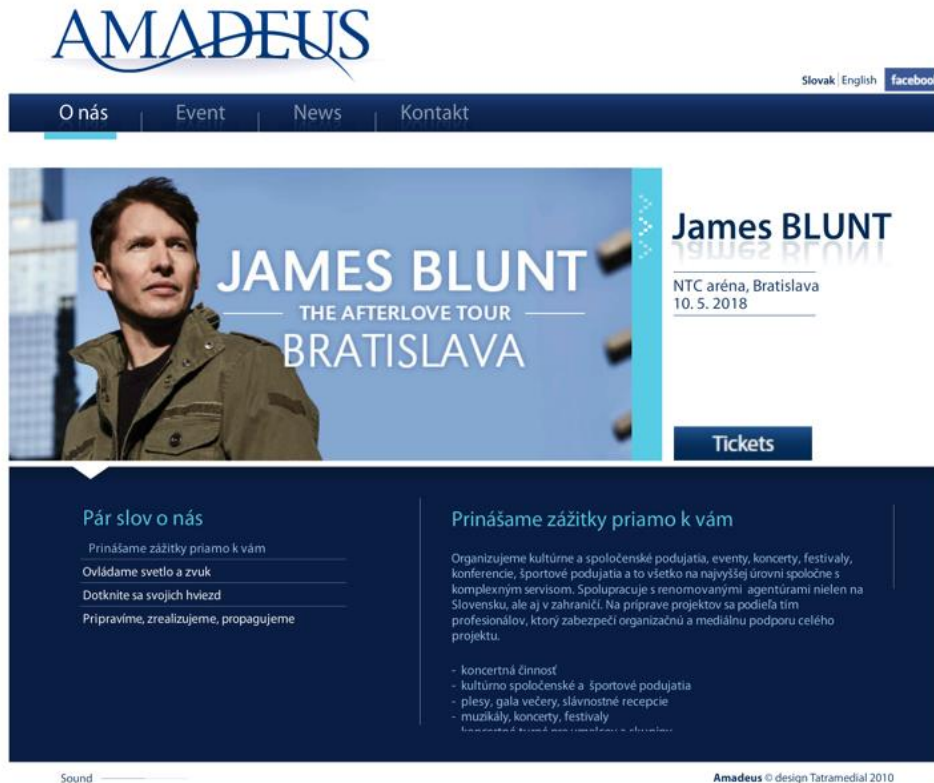 AMADEUS
Slovak English facebook
O nás Event News Kontakt
JAMES BLUNT
THE AFTERLOVE TOUR
BRATISLAVA
James BLUNT
NTC aréna, Bratislava
10. 5. 2018
Tickets
Pár slov o nás
Prinášame zážitky priamo k vám
Ovládame svetlo a zvuk
Dotknite sa svojich hviezd
Pripravíme, zrealizujeme, propagujeme
Prinášame zážitky priamo k vám
Organizujeme kultúrne a spoločenské podujatia, eventy, koncerty, festivaly,
konferencie, športové podujatia a to všetko na najvyššej úrovni spoločne s
komplexným servisom. Spolupracuje s renomovanými agentúrami nielen na
Slovensku, ale aj v zahraničí. Na príprave projektov sa podieľa tím
profesionálov, ktorý zabezpečí organizačnú a mediálnu podporu celého
projektu.
- koncertná činnosť
- kultúrno spoločenské a športové podujatia
- plesy, gala večery, slávnostné recepcie
- muzikály, koncerty, festivaly
Sound
Amadeus © design Tatramedial 2010